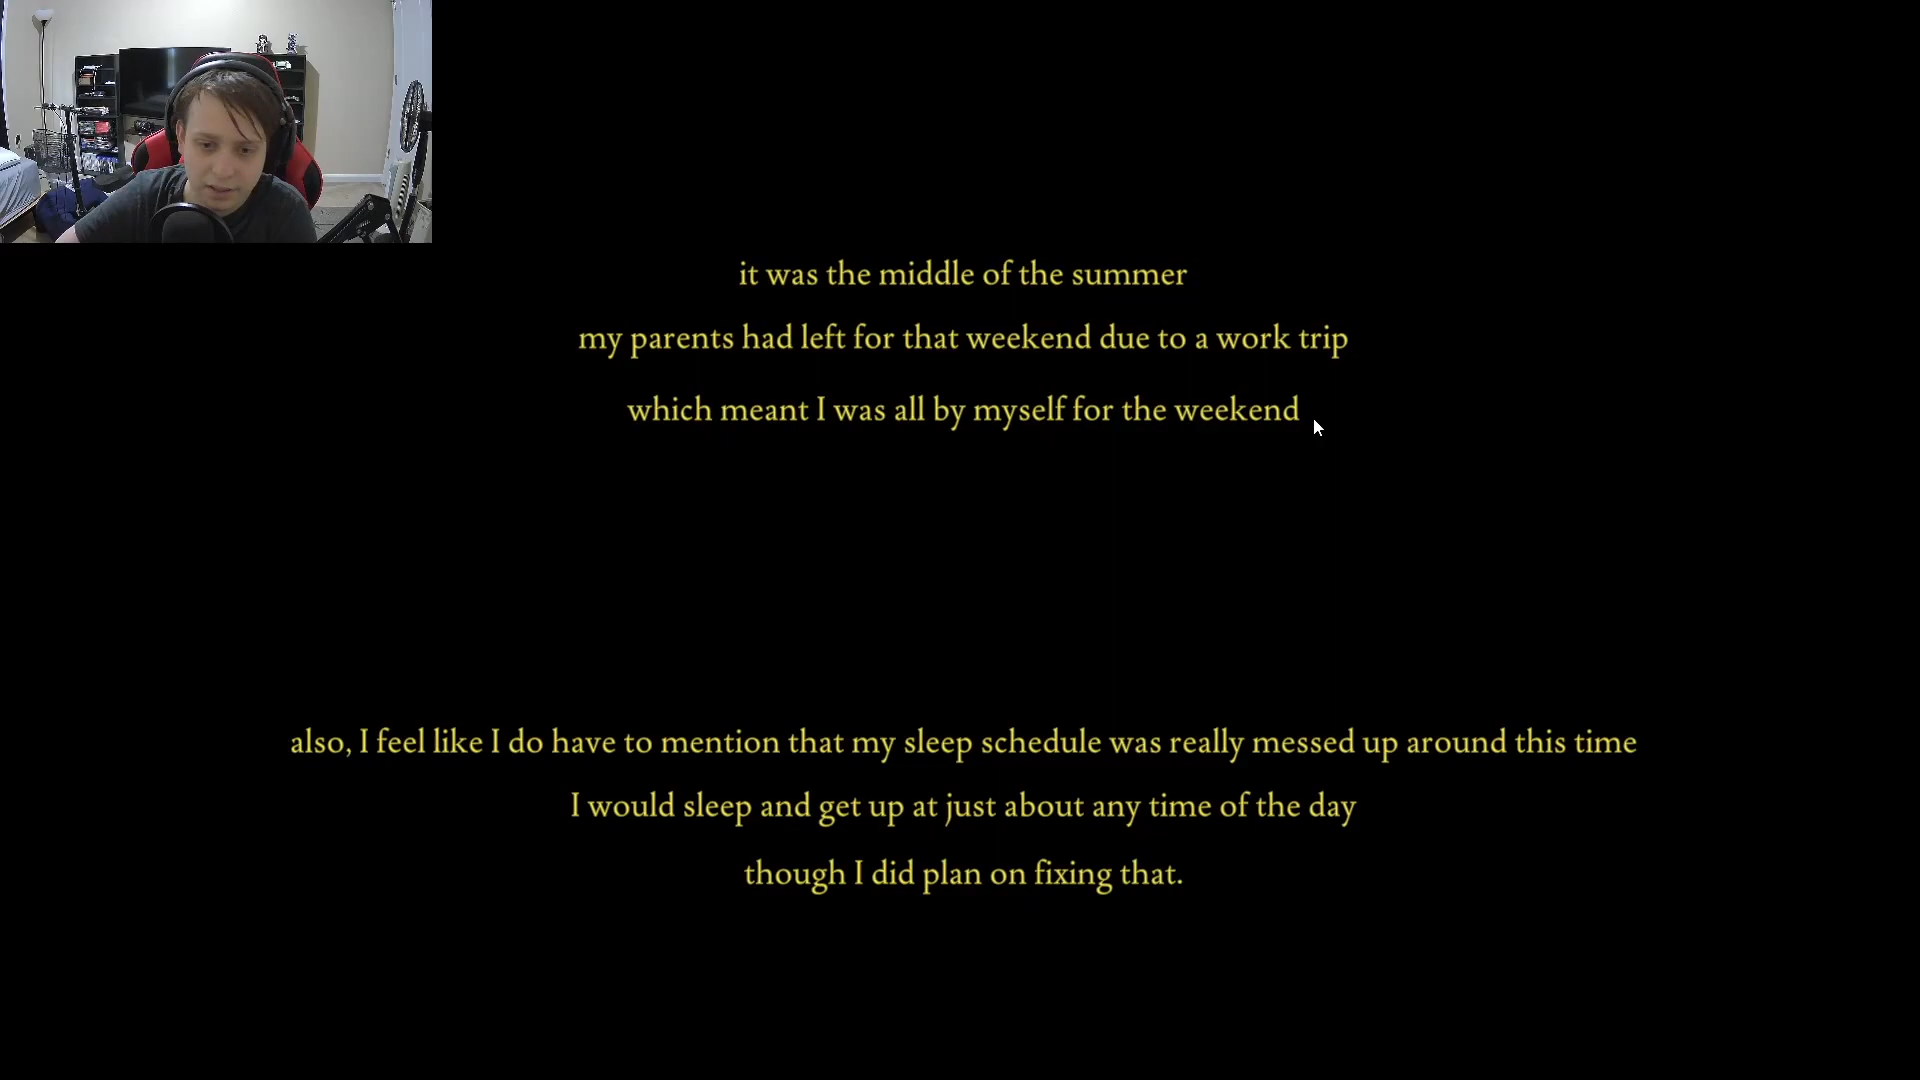 it was the middle of the summer
my parents had left for that weekend due to a work trip
which meant I was all by myself for the weekend
also, I feel like I do have to mention that my sleep schedule was really messed up around this time
I would sleep and get up at just about any time of the day
though I did plan on fixing that.